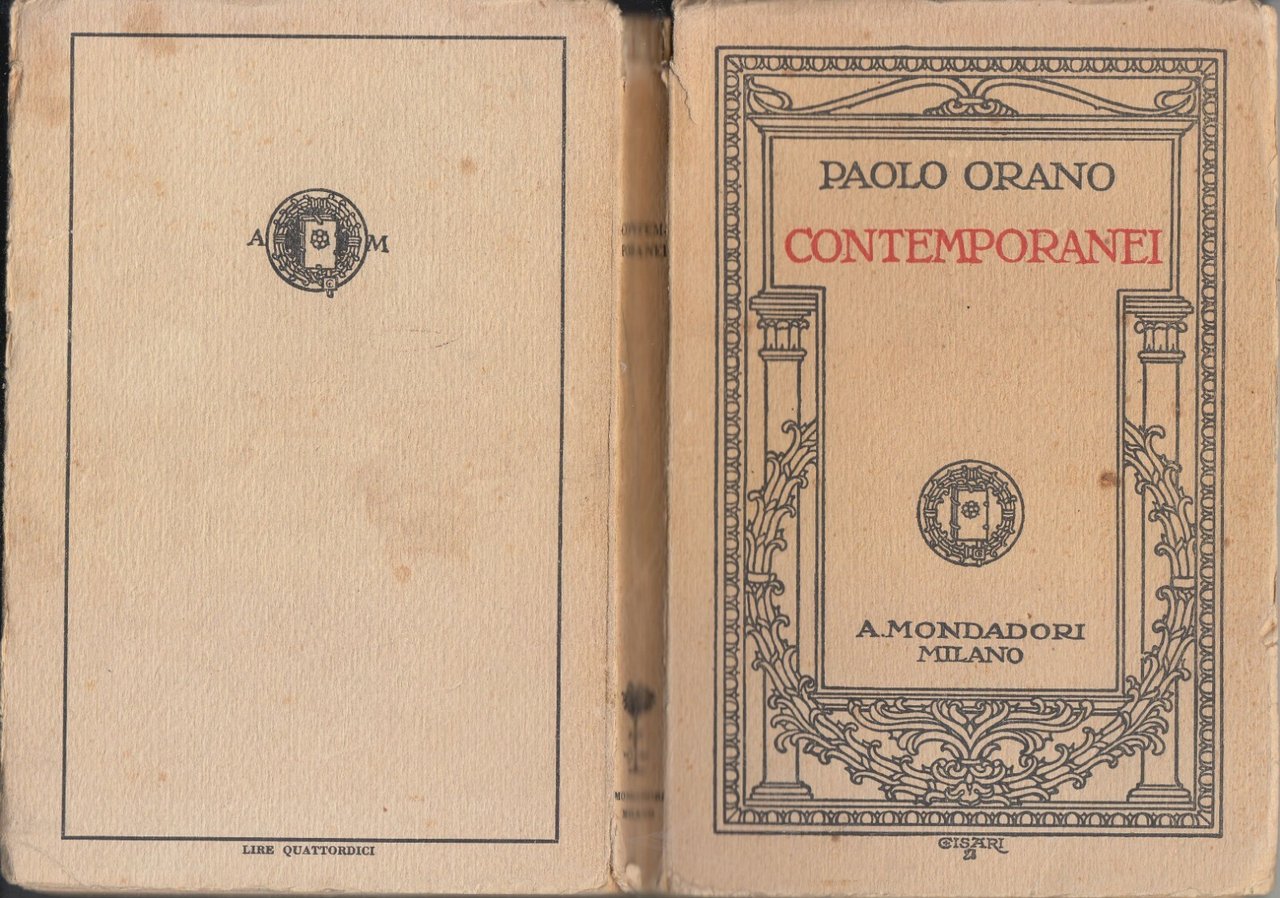 A M
LIRE QUATTORDICI
PAOLO ORANO
CONTEMPORANEI
A. MONDADORI
MILANO
CISARI